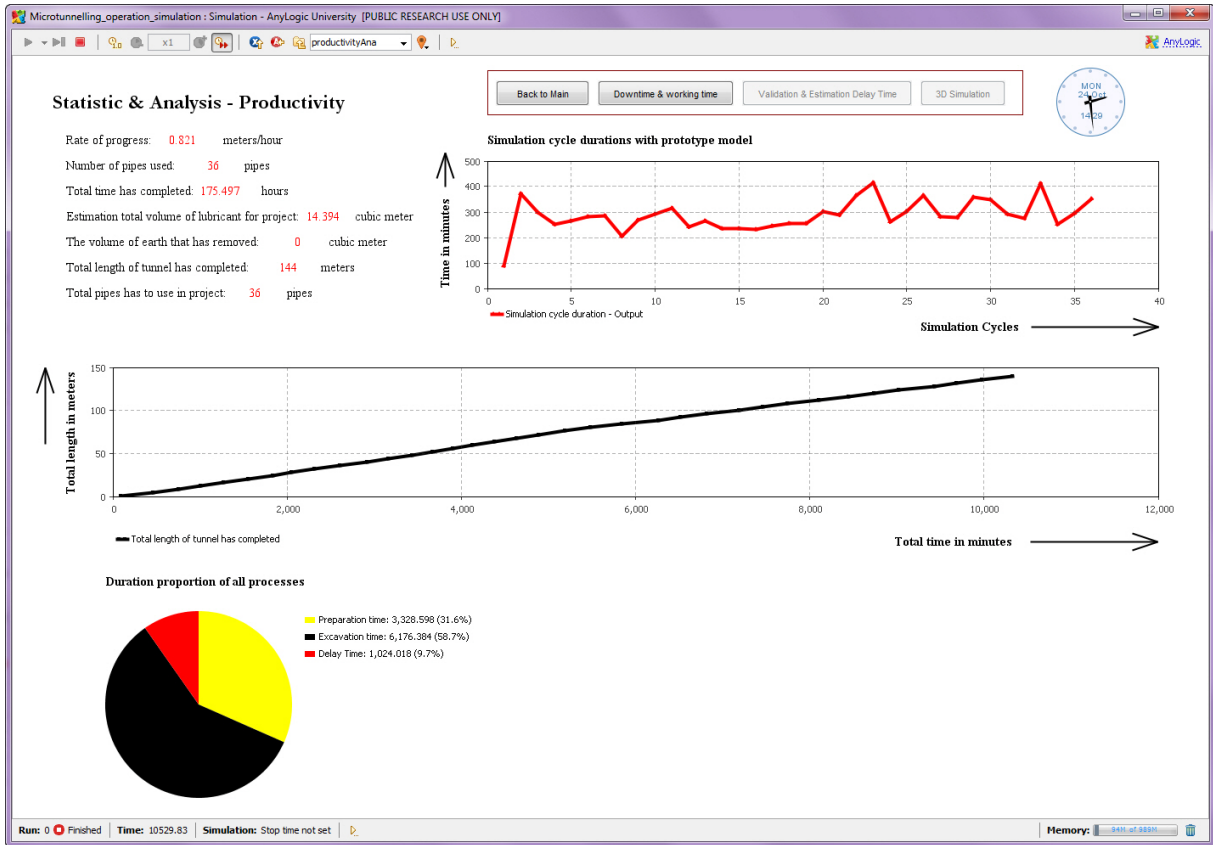 Microtunnelling_operation_simulation : Simulation - AnyLogic University [PUBLIC RESEARCH USE ONLY]
x1 productivityAna AnyLogic
Statistic & Analysis - Productivity
Rate of progress: 0.821 meters/hour
Number of pipes used: 36 pipes
Total time has completed: 175.497 hours
Estimation total volume of lubricant for project: 14.394 cubic meter
The volume of earth that has removed: 0 cubic meter
Total length of tunnel has completed: 144 meters
Total pipes has to use in project: 36 pipes
Back to Main Downtime & working time Validation & Estimation Delay Time 3D Simulation
MON
14:29
Simulation cycle durations with prototype model
Time in minutes
500
400
300
200
100
0
0 5 10 15 20 25 30 35 40
Simulation cycle duration - Output
Simulation Cycles
Total length in meters
150
100
50
0
0 2,000 4,000 6,000 8,000 10,000 12,000
Total length of tunnel has completed
Total time in minutes
Duration proportion of all processes
Preparation time: 3,328.598 (31.6%)
Excavation time: 6,176.384 (58.7%)
Delay Time: 1,024.018 (9.7%)
Run: 0 Finished Time: 10529.83 Simulation: Stop time not set Memory: 94M of 989M